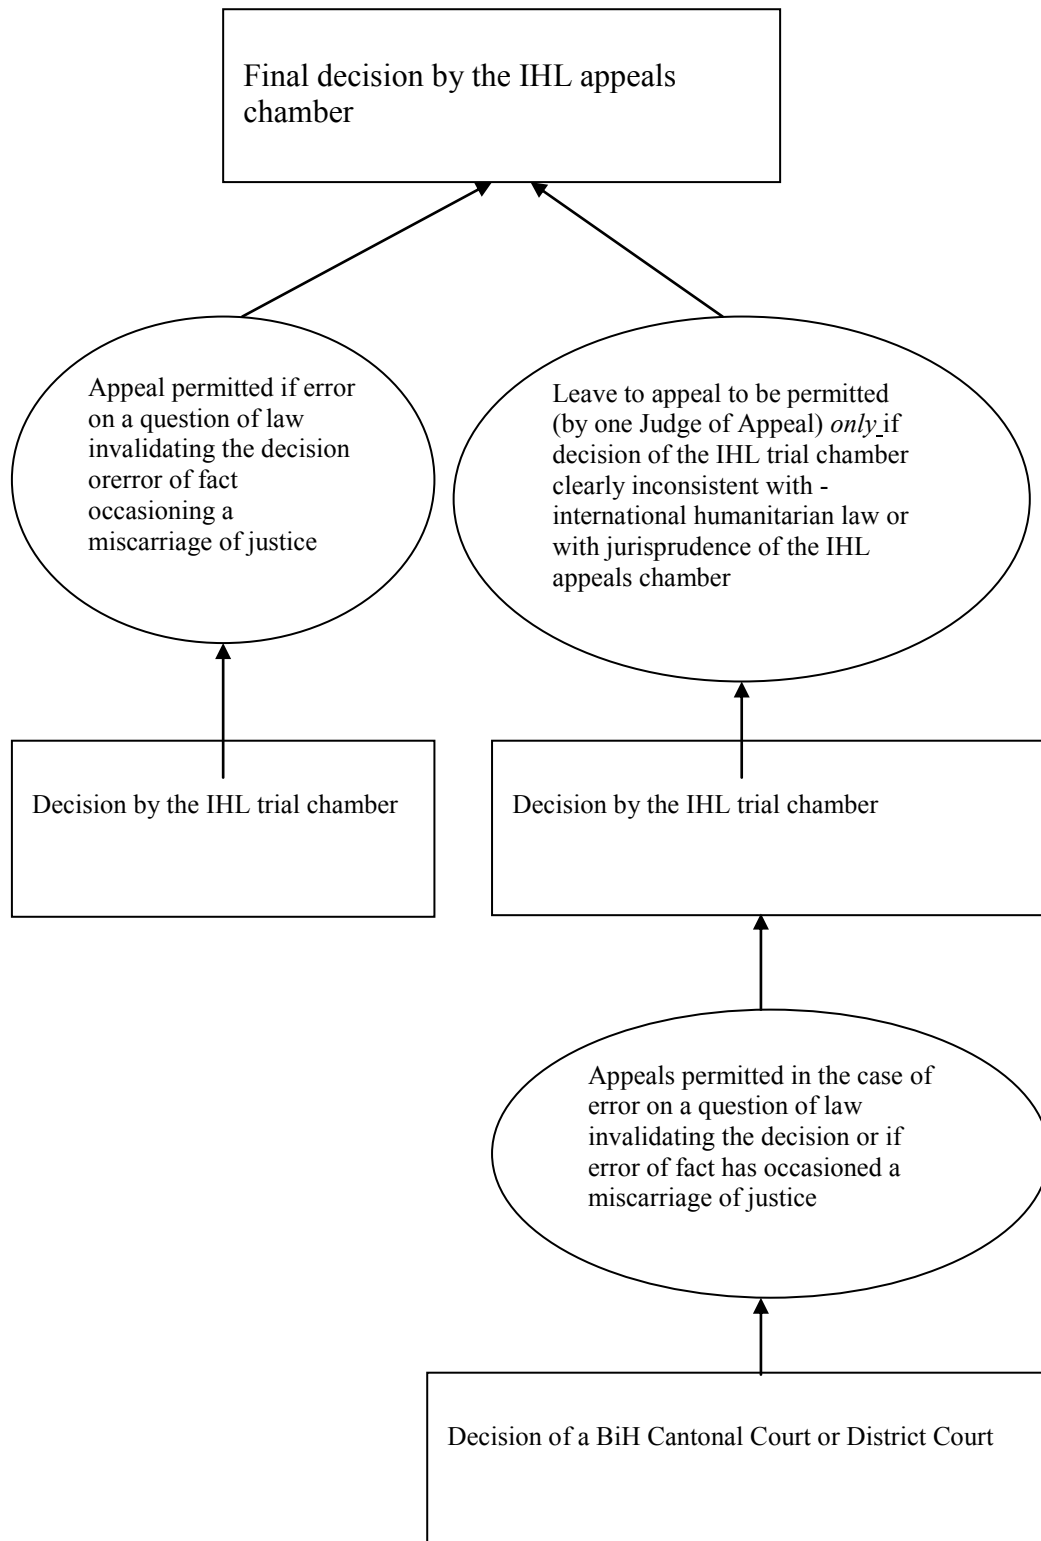 Final decision by the IHL appeals
chamber
Appeal permitted if error
on a question of law
invalidating the decision
orerror of fact
occasioning a
miscarriage of justice
Leave to appeal to be permitted
(by one Judge of Appeal) only if
decision of the IHL trial chamber
clearly inconsistent with -
international humanitarian law or
with jurisprudence of the IHL
appeals chamber
Decision by the IHL trial chamber
Decision by the IHL trial chamber
Appeals permitted in the case of
error on a question of law
invalidating the decision or if
error of fact has occasioned a
miscarriage of justice
Decision of a BiH Cantonal Court or District Court